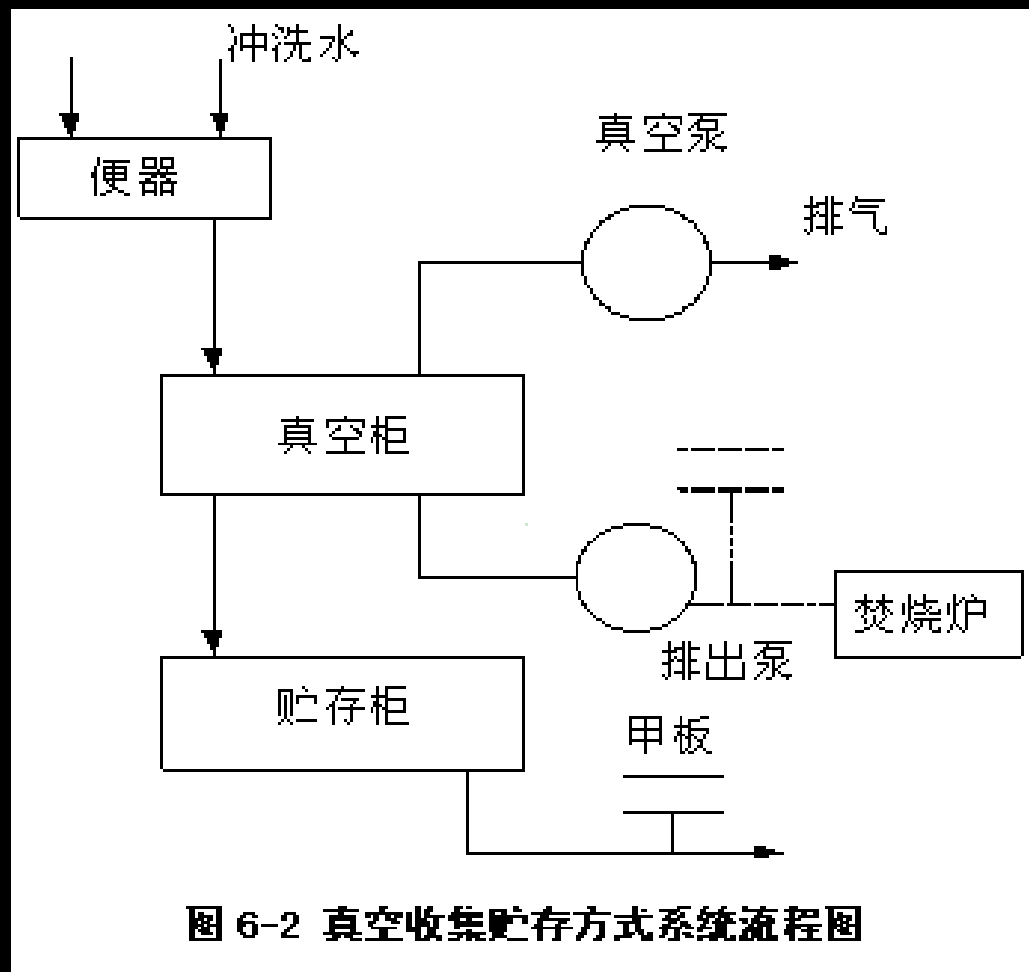 冲洗水
真空泵
便器
排气
真空柜
焚烧炉
排出泵
贮存柜
甲板
图 6-2 真空收集贮存方式系统流程图